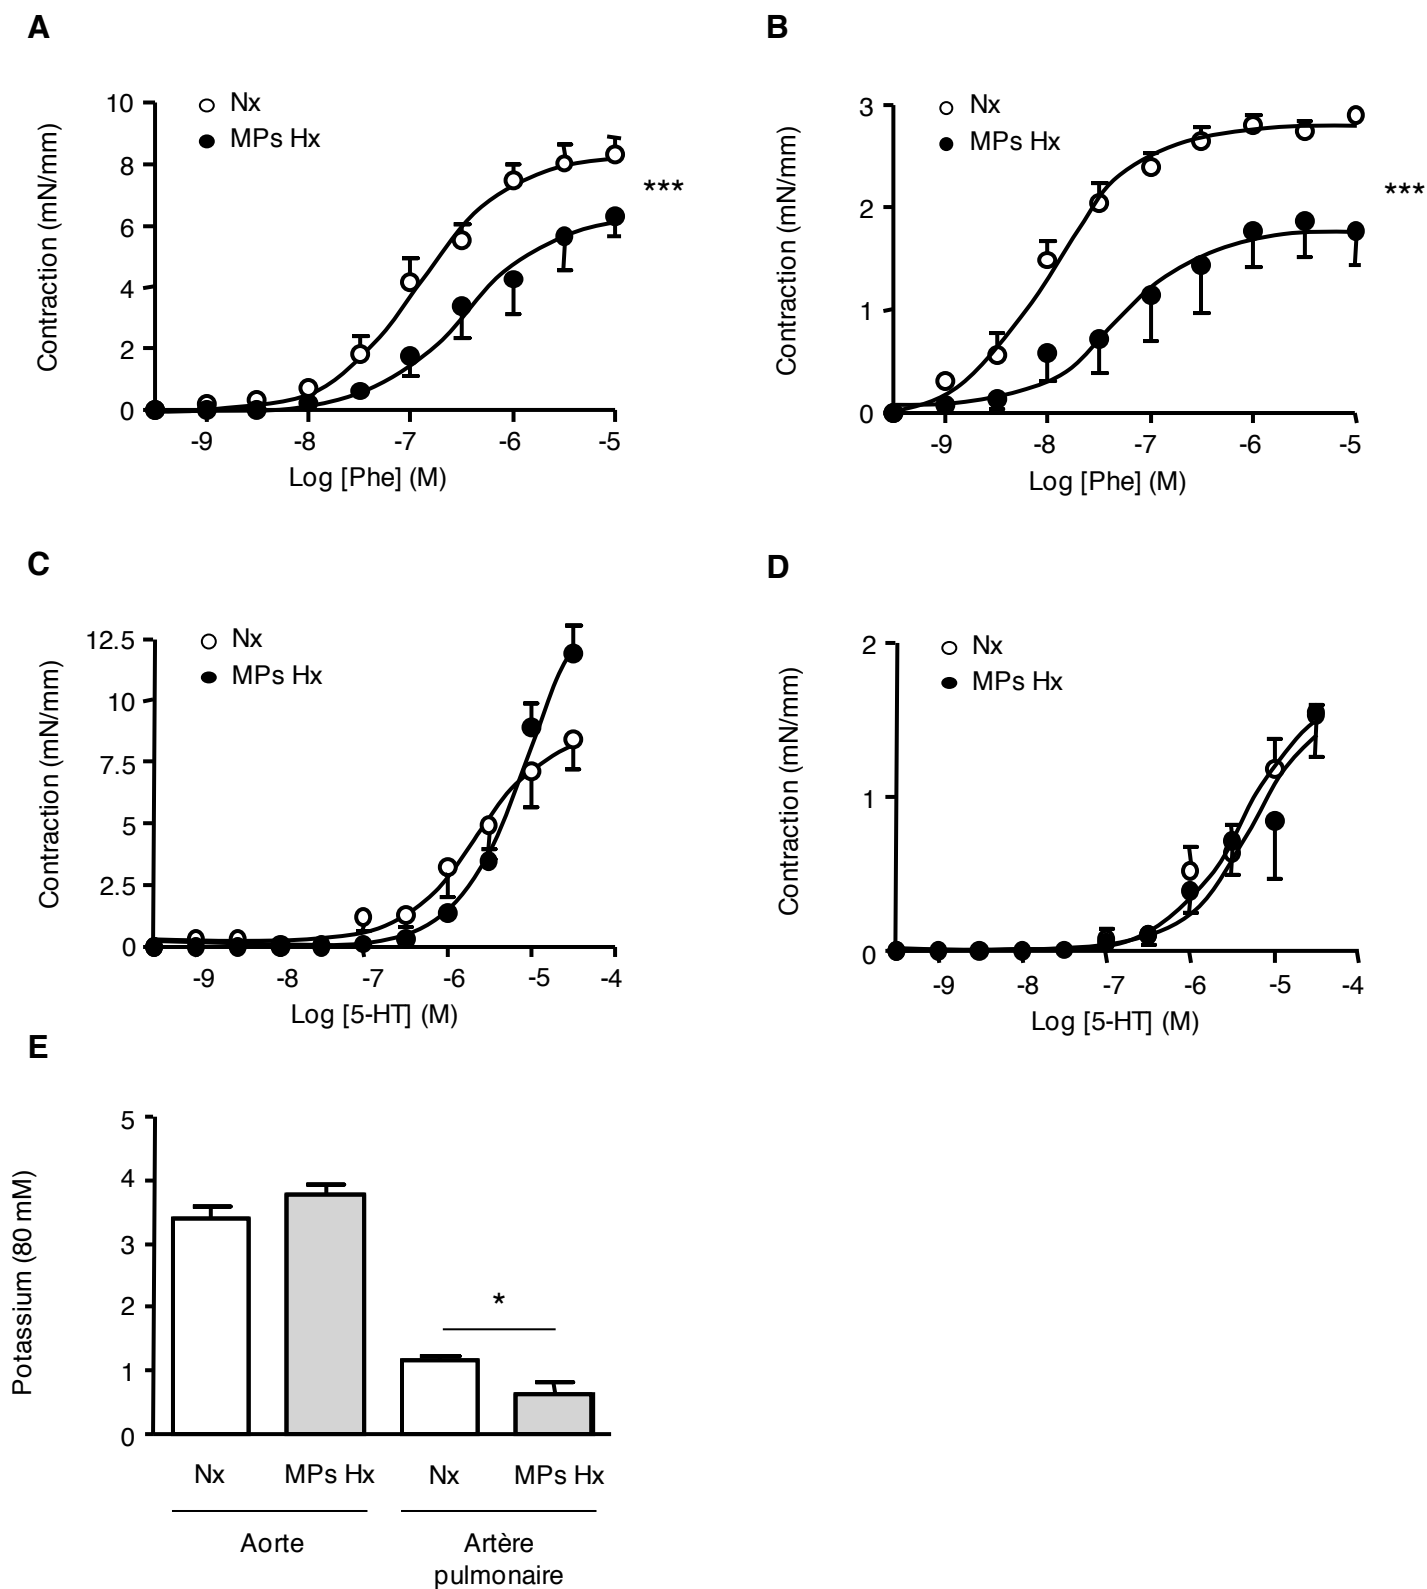 A
Nx
MPs Hx
Contraction (mN/mm)
10
8
6
4
2
0
-9
-8
-7
-6
-5
Log [Phe] (M)
***
B
Nx
MPs Hx
Contraction (mN/mm)
3
2
1
0
-9
-8
-7
-6
-5
Log [Phe] (M)
***
C
Nx
MPs Hx
Contraction (mN/mm)
12.5
10
7.5
5
2.5
0
-9
-8
-7
-6
-5
-4
Log [5-HT] (M)
D
Nx
MPs Hx
Contraction (mN/mm)
2
1
0
-9
-8
-7
-6
-5
-4
Log [5-HT] (M)
E
Potassium (80 mM)
5
4
3
2
1
0
*
Nx
MPs Hx
Nx
MPs Hx
Aorte
Artère
pulmonaire